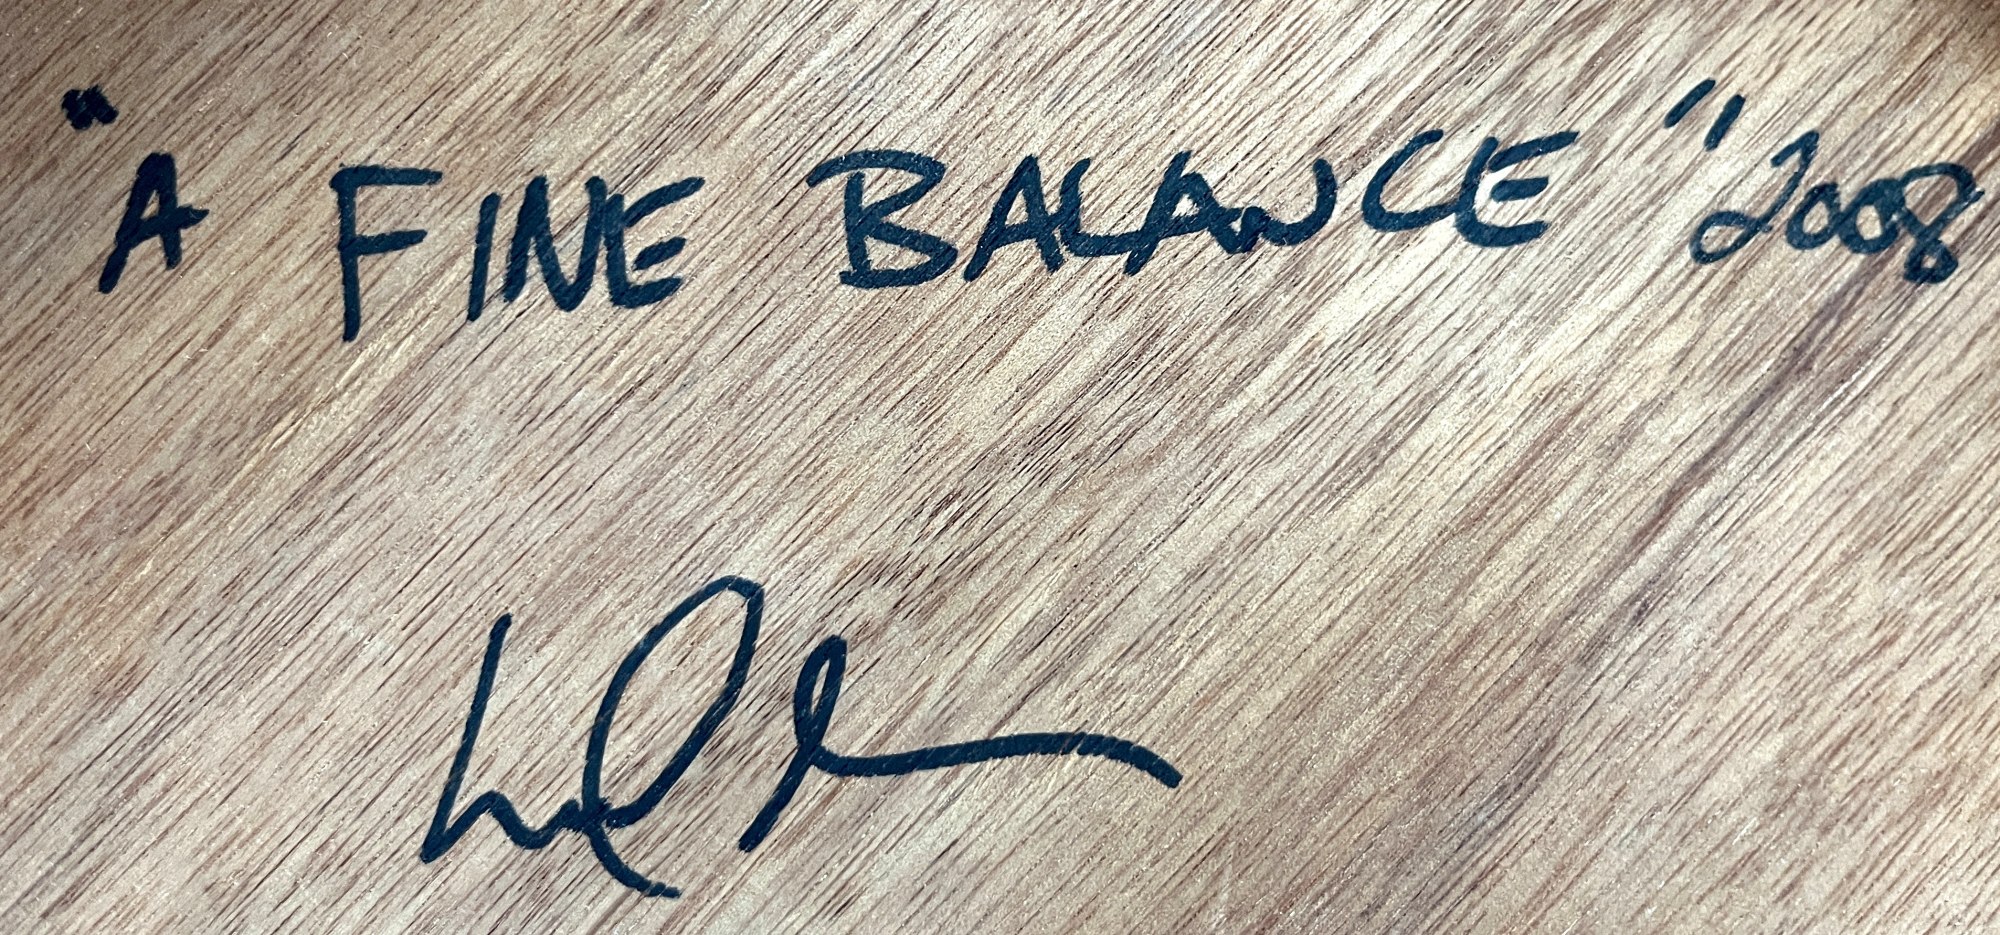 "A FINE BALANCE" 2008